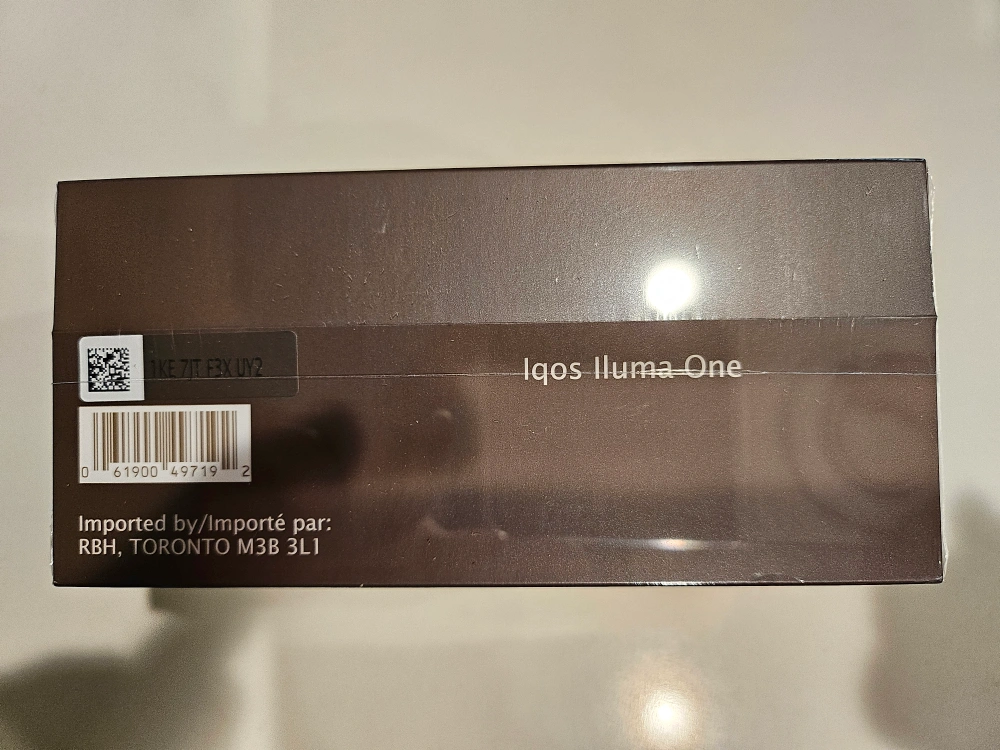 1KE 7JT F3X UY2
Iqos Iluma One
0 61900 49719 2
Imported by/Importé par:
RBH, TORONTO M3B 3L1